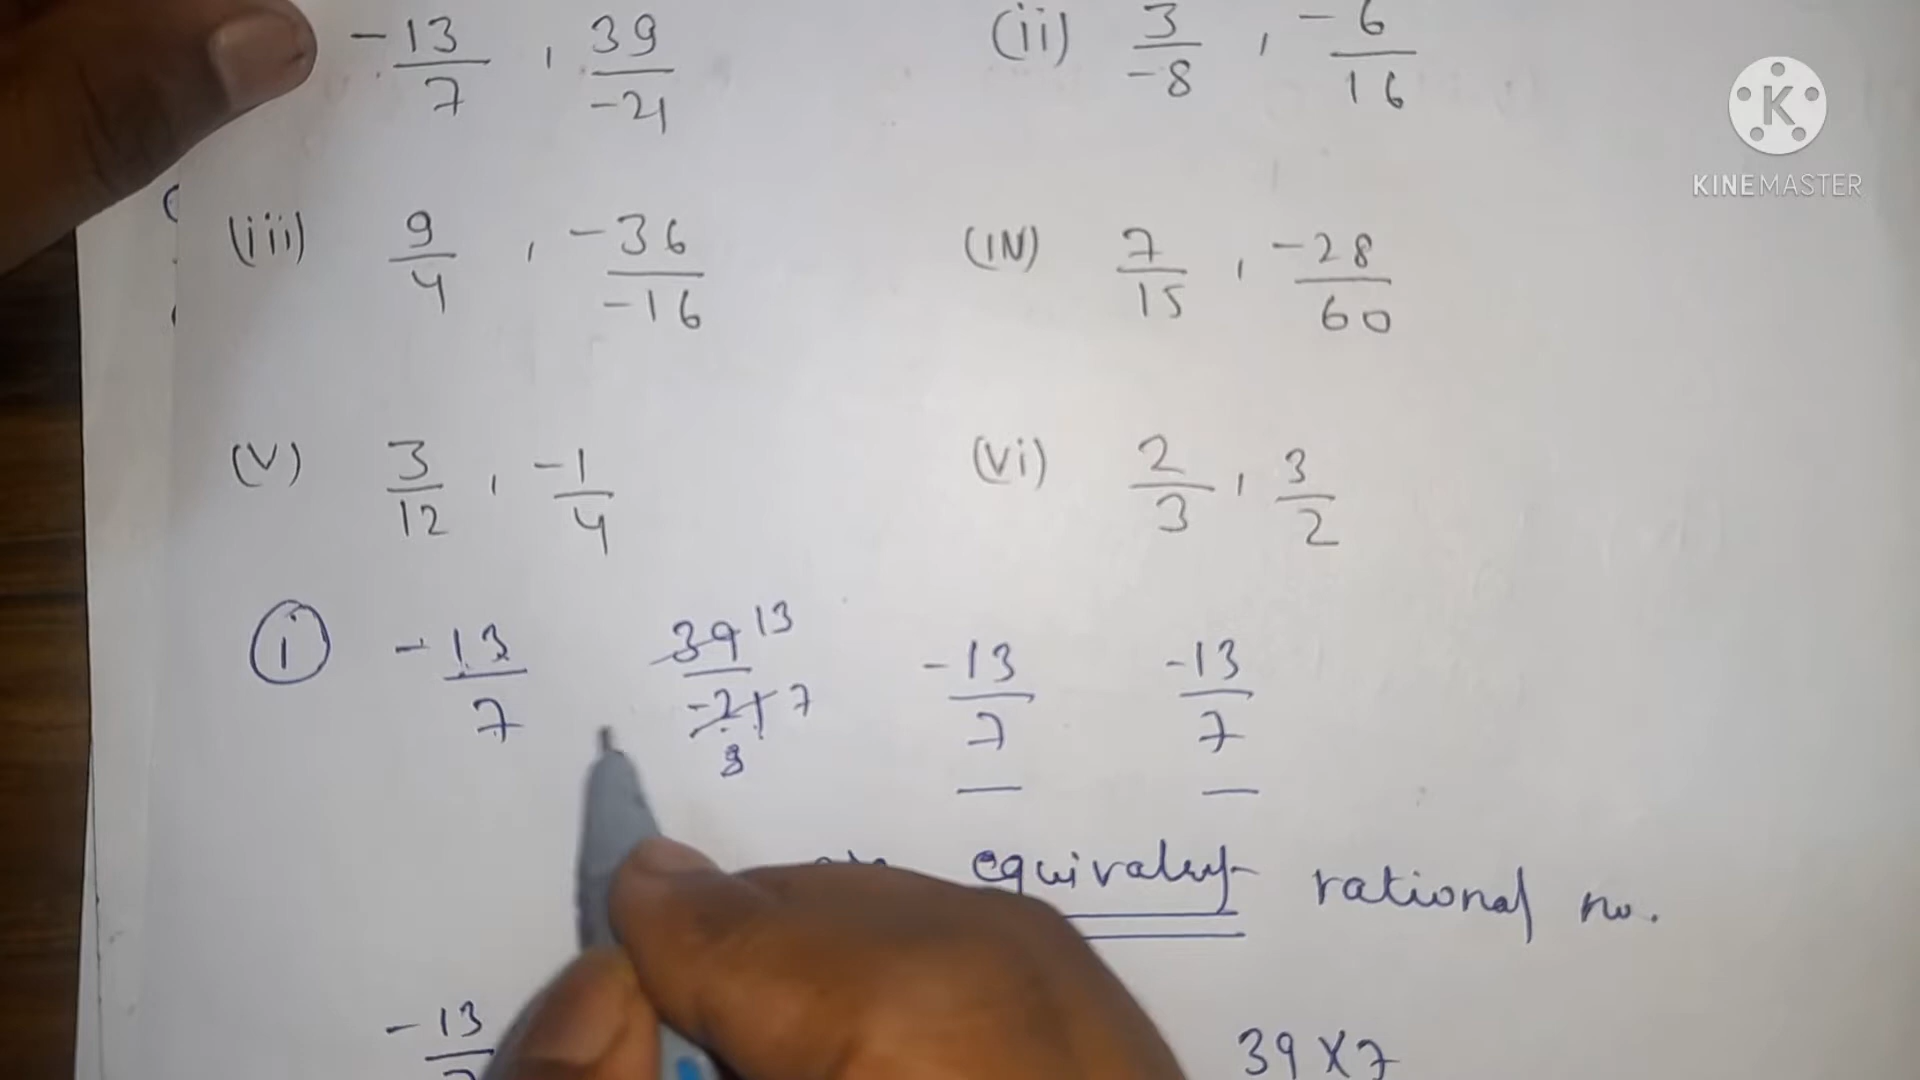 -13/7 , 39/-21 (ii) 3/-8 , -6/16
K
KINEMASTER
(iii) 9/4 , -36/-16 (iv) 7/15 , -28/60
(v) 3/12 , -1/4 (vi) 2/3 , 3/2
(i) -13/7 39/-21 13 7 3 -13/7 -13/7
equivalent rational no.
-13 39 x 7